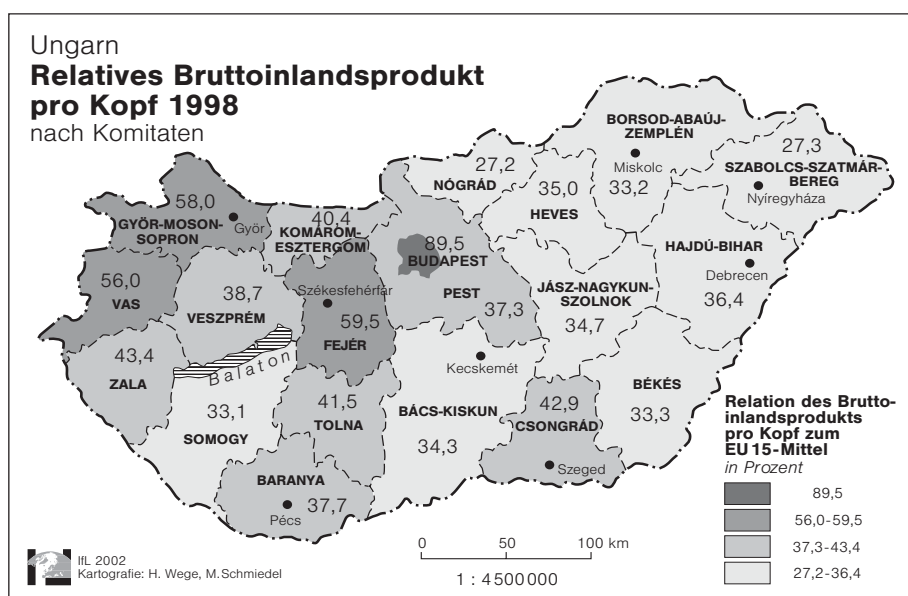 Ungarn
Relatives Bruttoinlandsprodukt
pro Kopf 1998
nach Komitaten
BORSOD-ABAÚJ-
ZEMPLÉN
Miskolc
33,2
27,3
SZABOLCS-SZATMÁR-
BEREG
Nyíregyháza
27,2
NÓGRÁD
35,0
HEVES
58,0
GYÖR-MOSON-
SOPRON
Györ
40,4
KOMÁROM-
ESZTERGOM
89,5
BUDAPEST
PEST
37,3
HAJDÚ-BIHAR
Debrecen
36,4
JÁSZ-NAGYKUN-
SZOLNOK
34,7
56,0
VAS
38,7
VESZPRÉM
Székesfehérfár
59,5
FEJÉR
43,4
ZALA
Balaton
Kecskemét
33,1
SOMOGY
41,5
TOLNA
BÁCS-KISKUN
34,3
42,9
CSONGRÁD
Szeged
BÉKÉS
33,3
BARANYA
37,7
Pécs
Relation des Brutto-
inlandsprodukts
pro Kopf zum
EU 15-Mittel
in Prozent
89,5
56,0-59,5
37,3-43,4
27,2-36,4
0 50 100 km
1 : 4500000
IfL 2002
Kartografie: H. Wege, M. Schmiedel